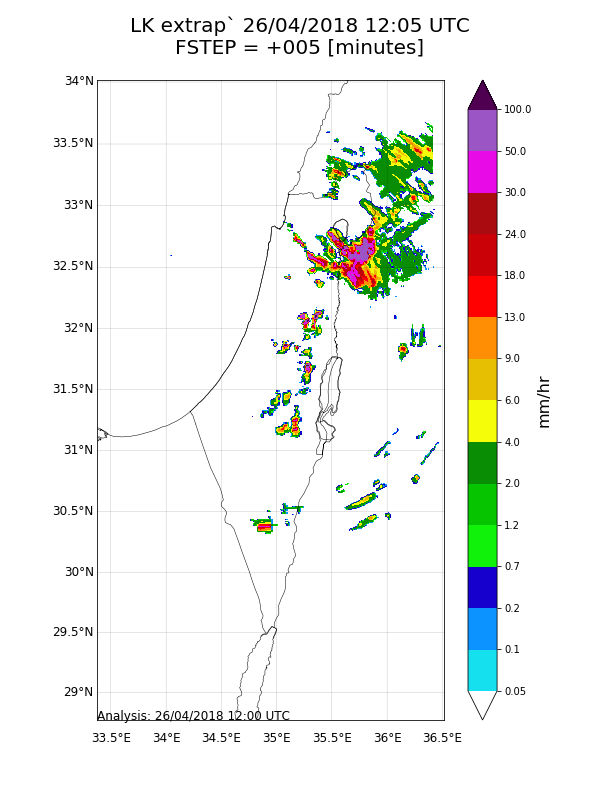 LK extrap` 26/04/2018 12:05 UTC
FSTEP = +005 [minutes]
34°N
33.5°N
33°N
32.5°N
32°N
31.5°N
31°N
30.5°N
30°N
29.5°N
29°N
Analysis: 26/04/2018 12:00 UTC
33.5°E 34°E 34.5°E 35°E 35.5°E 36°E 36.5°E
100.0
50.0
30.0
24.0
18.0
13.0
9.0
6.0
4.0
2.0
1.2
0.7
0.2
0.1
0.05
mm/hr